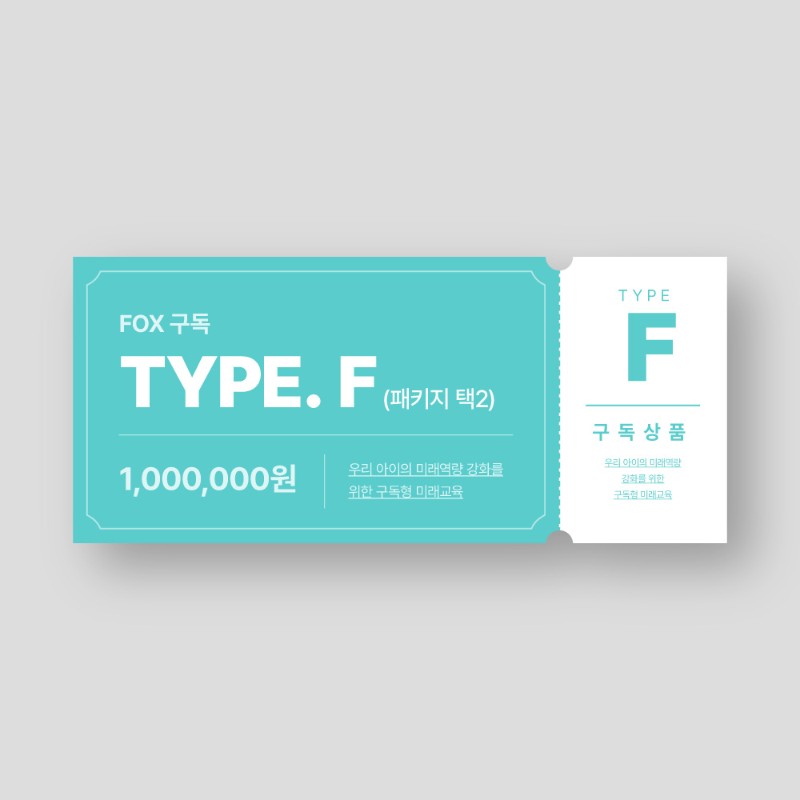 FOX 구독
TYPE. F (패키지 택2)
1,000,000원
우리 아이의 미래역량 강화를
위한 구독형 미래교육
TYPE
F
구독상품
우리 아이의 미래역량
강화를 위한
구독형 미래교육